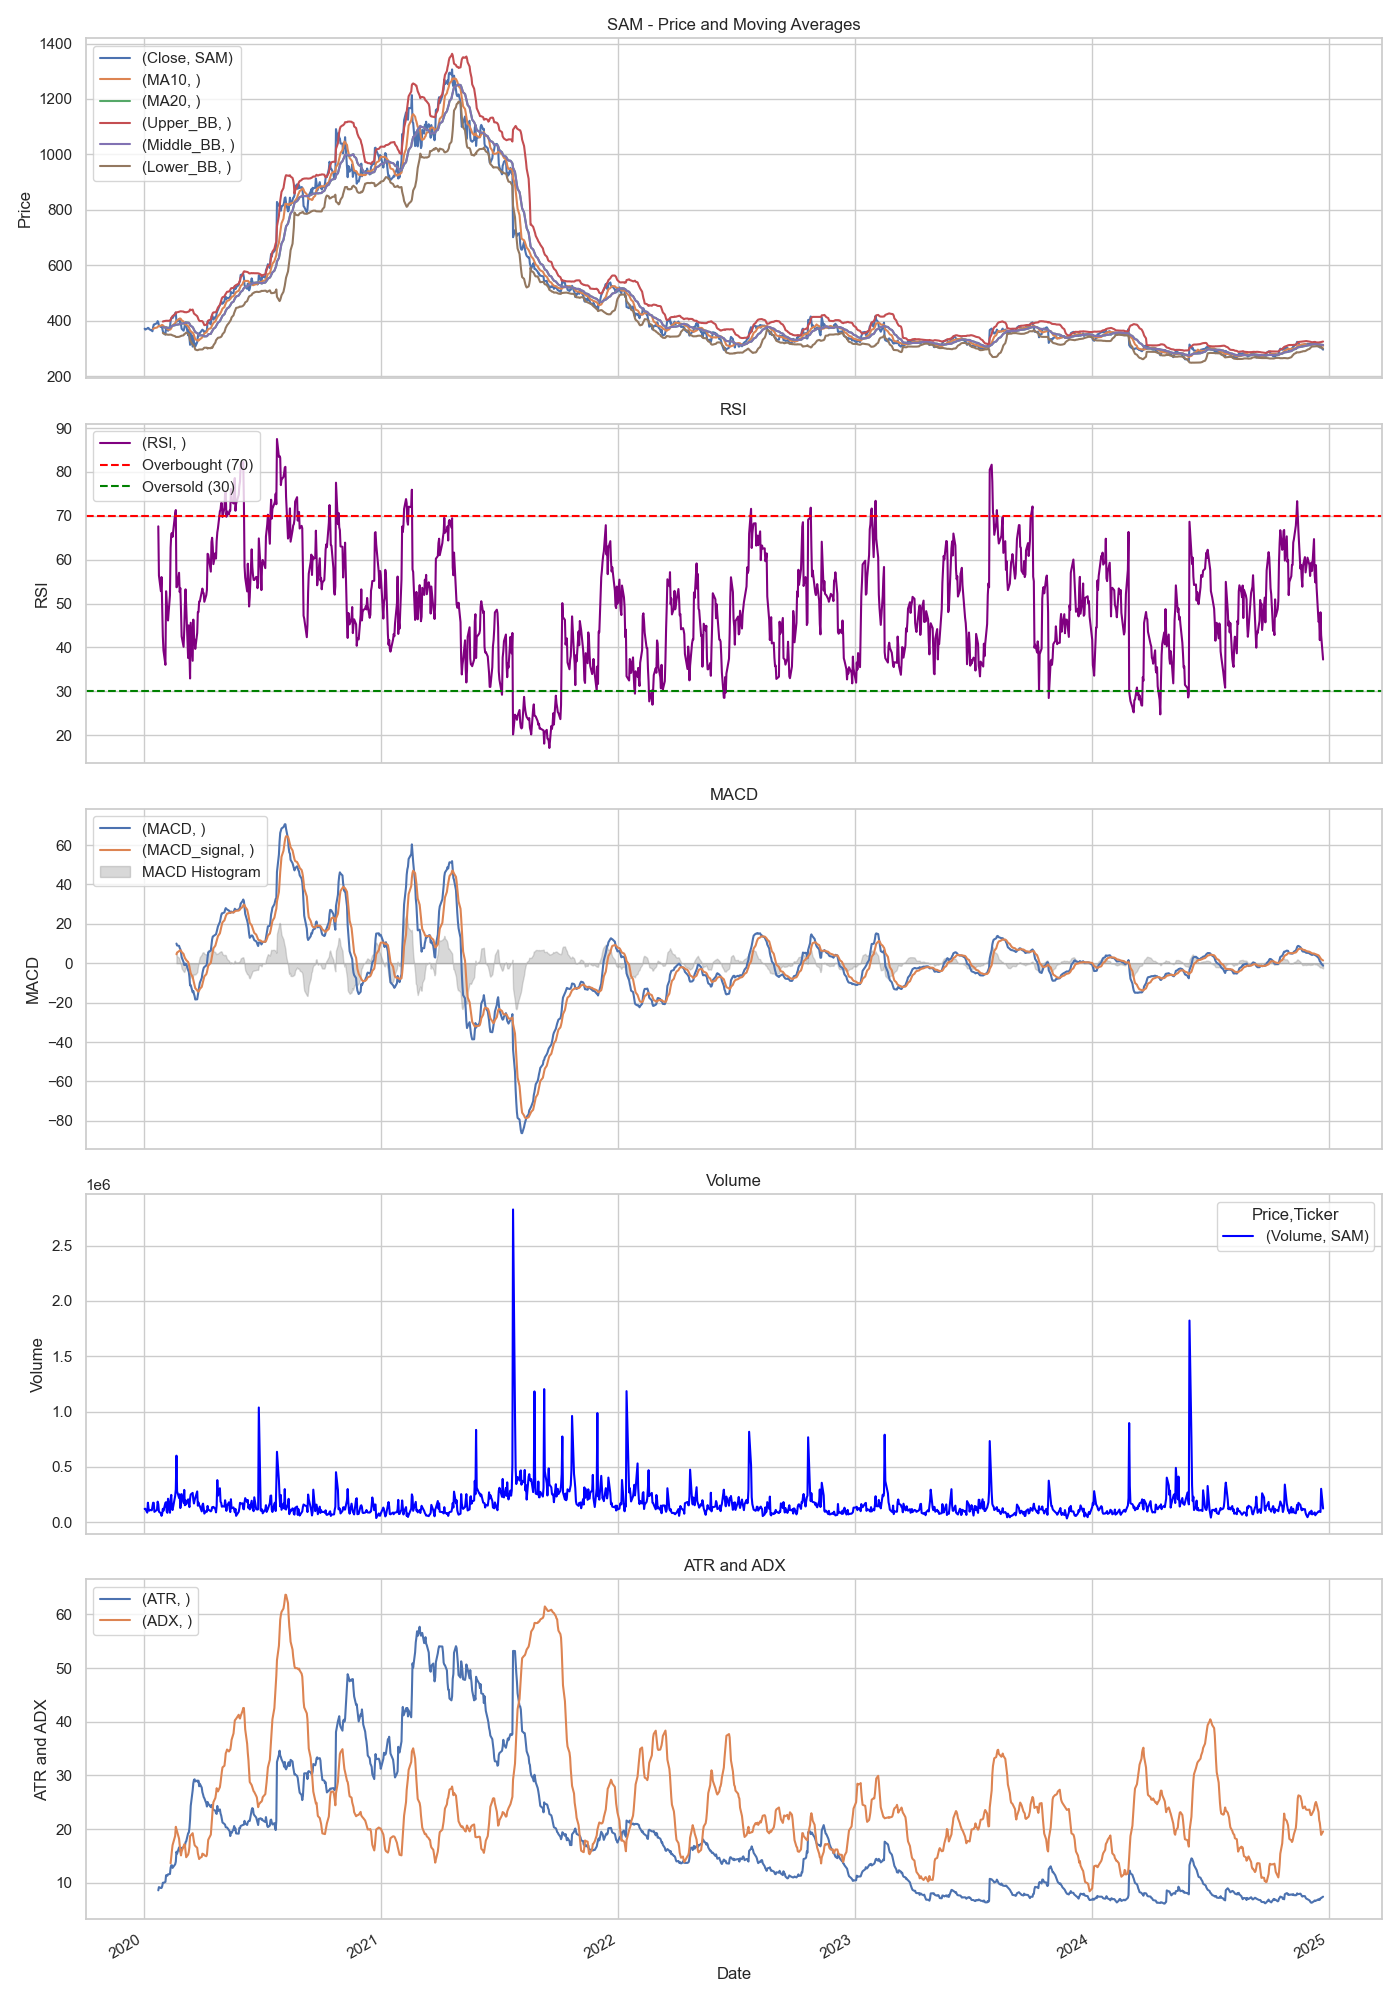 SAM - Price and Moving Averages
1400
1200
1000
800
600
400
200
Price
(Close, SAM)
(MA10, )
(MA20, )
(Upper_BB, )
(Middle_BB, )
(Lower_BB, )
RSI
90
80
70
60
50
40
30
20
RSI
(RSI, )
Overbought (70)
Oversold (30)
MACD
60
40
20
0
−20
−40
−60
−80
MACD
(MACD, )
(MACD_signal, )
MACD Histogram
Volume
1e6
2.5
2.0
1.5
1.0
0.5
0.0
Volume
Price,Ticker
(Volume, SAM)
ATR and ADX
60
50
40
30
20
10
ATR and ADX
(ATR, )
(ADX, )
2020
2021
2022
2023
2024
2025
Date